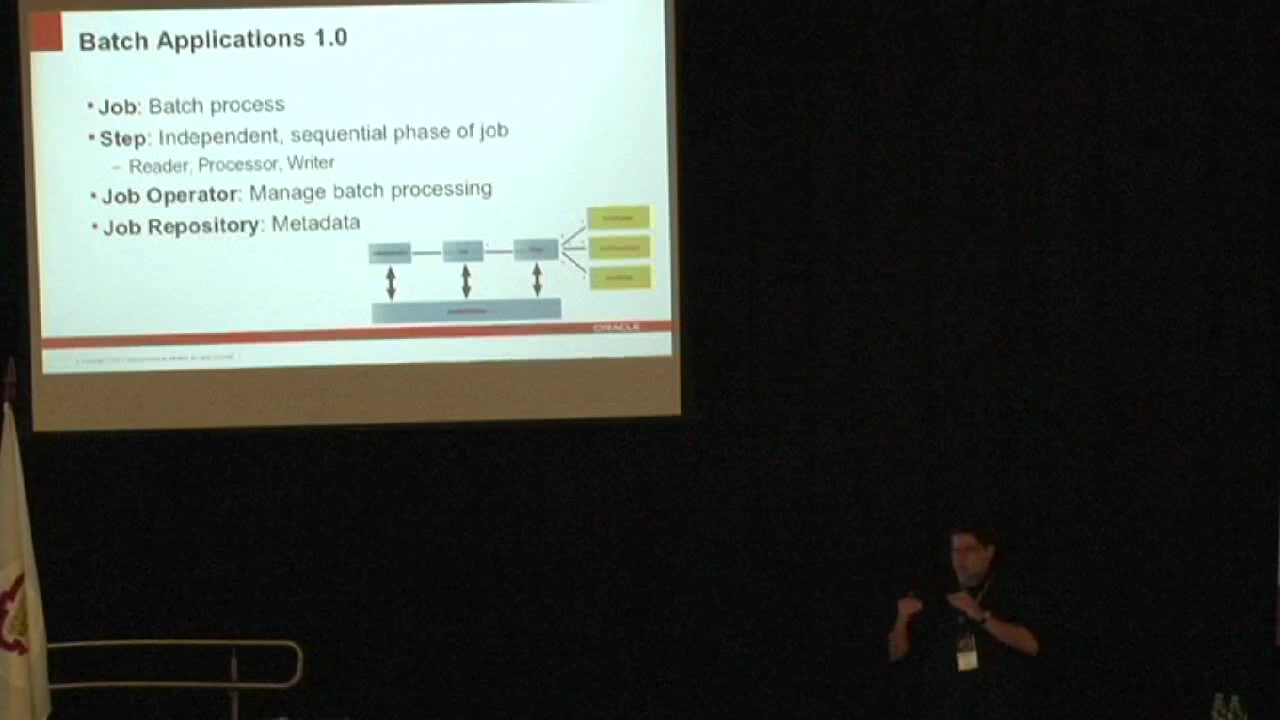 Batch Applications 1.0
▪ Job: Batch process
▪ Step: Independent, sequential phase of job
– Reader, Processor, Writer
▪ Job Operator: Manage batch processing
▪ Job Repository: Metadata
ORACLE